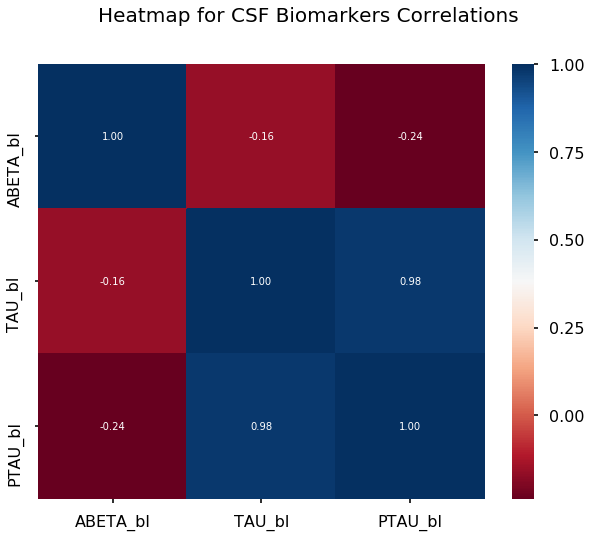 Heatmap for CSF Biomarkers Correlations
ABETA_bl
1.00
-0.16
-0.24
TAU_bl
-0.16
1.00
0.98
PTAU_bl
-0.24
0.98
1.00
ABETA_bl
TAU_bl
PTAU_bl
1.00
0.75
0.50
0.25
0.00